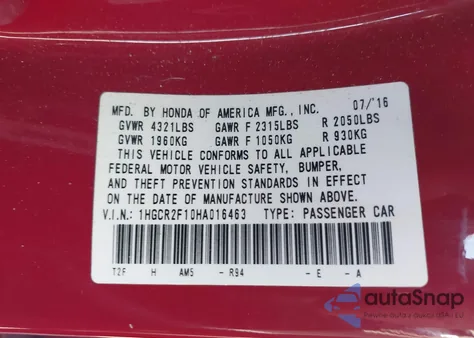 MFD. BY HONDA OF AMERICA MFG., INC. 07/'16
GVWR 4321LBS GAWR F 2315LBS R 2050LBS
GVWR 1960KG GAWR F 1050KG R 930KG
THIS VEHICLE CONFORMS TO ALL APPLICABLE
FEDERAL MOTOR VEHICLE SAFETY, BUMPER,
AND THEFT PREVENTION STANDARDS IN EFFECT
ON THE DATE OF MANUFACTURE SHOWN ABOVE.
V.I.N.: 1HGCR2F10HA016463 TYPE: PASSENGER CAR
T2F H AM5 - R94 - E - A
autaSnap